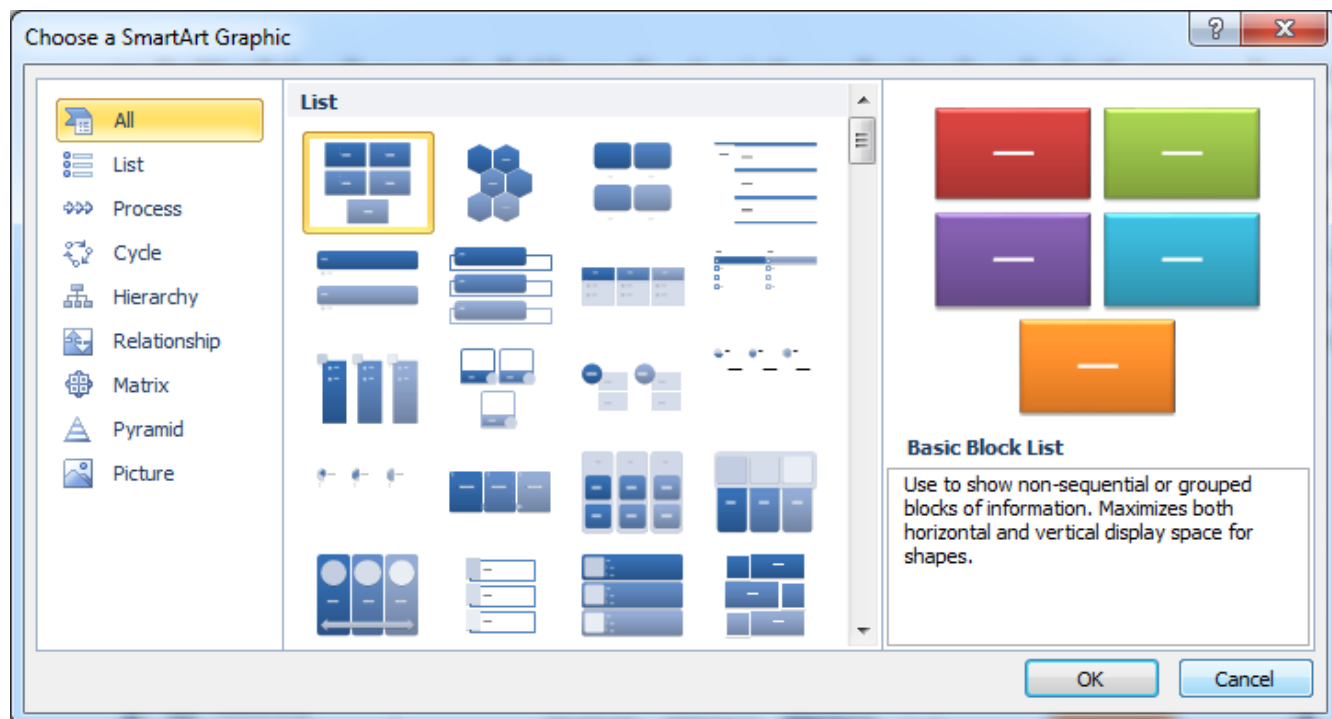 Choose a SmartArt Graphic
All
List
Process
Cycle
Hierarchy
Relationship
Matrix
Pyramid
Picture
List
Basic Block List
Use to show non-sequential or grouped
blocks of information. Maximizes both
horizontal and vertical display space for
shapes.
OK
Cancel